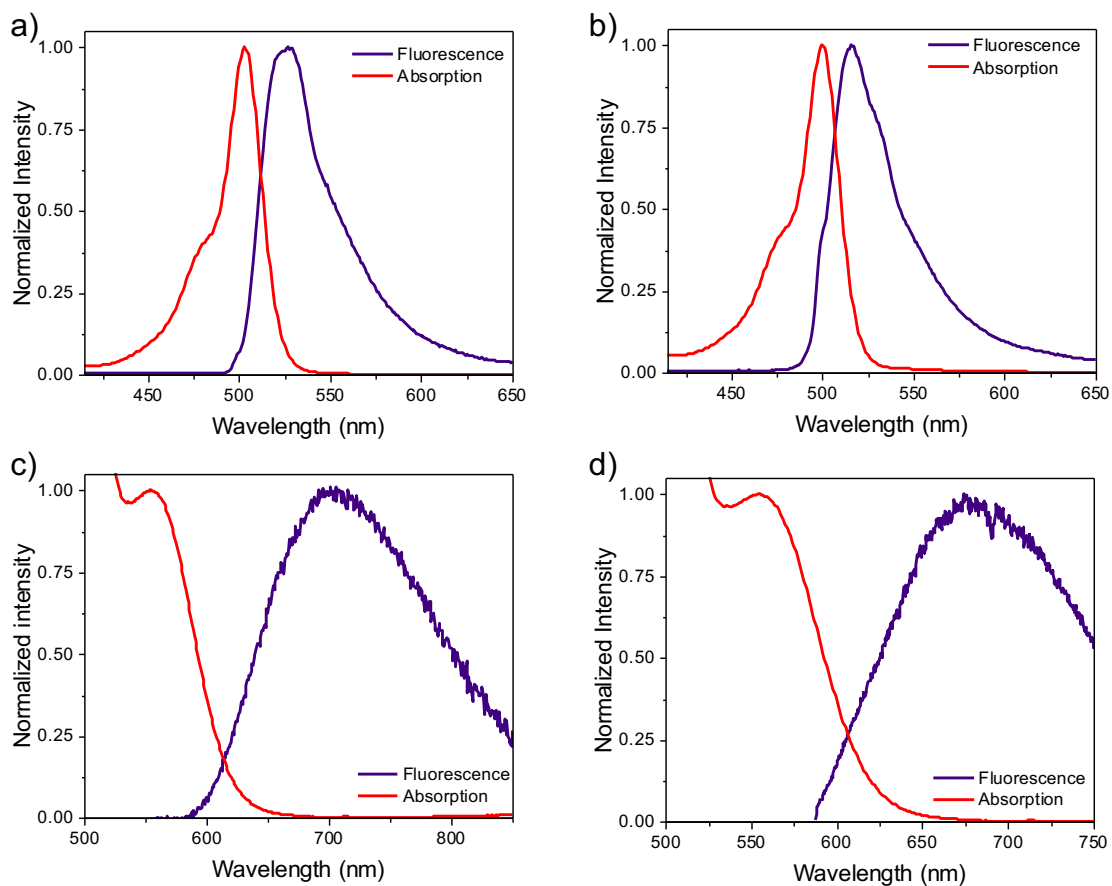 a)
Fluorescence
Absorption
1.00
0.75
0.50
0.25
0.00
Normalized Intensity
450 500 550 600 650
Wavelength (nm)
b)
Fluorescence
Absorption
1.00
0.75
0.50
0.25
0.00
Normalized Intensity
450 500 550 600 650
Wavelength (nm)
c)
1.00
0.75
0.50
0.25
0.00
Normalized intensity
Fluorescence
Absorption
500 600 700 800
Wavelength (nm)
d)
1.00
0.75
0.50
0.25
0.00
Normalized Intensity
Fluorescence
Absorption
500 550 600 650 700 750
Wavelength (nm)